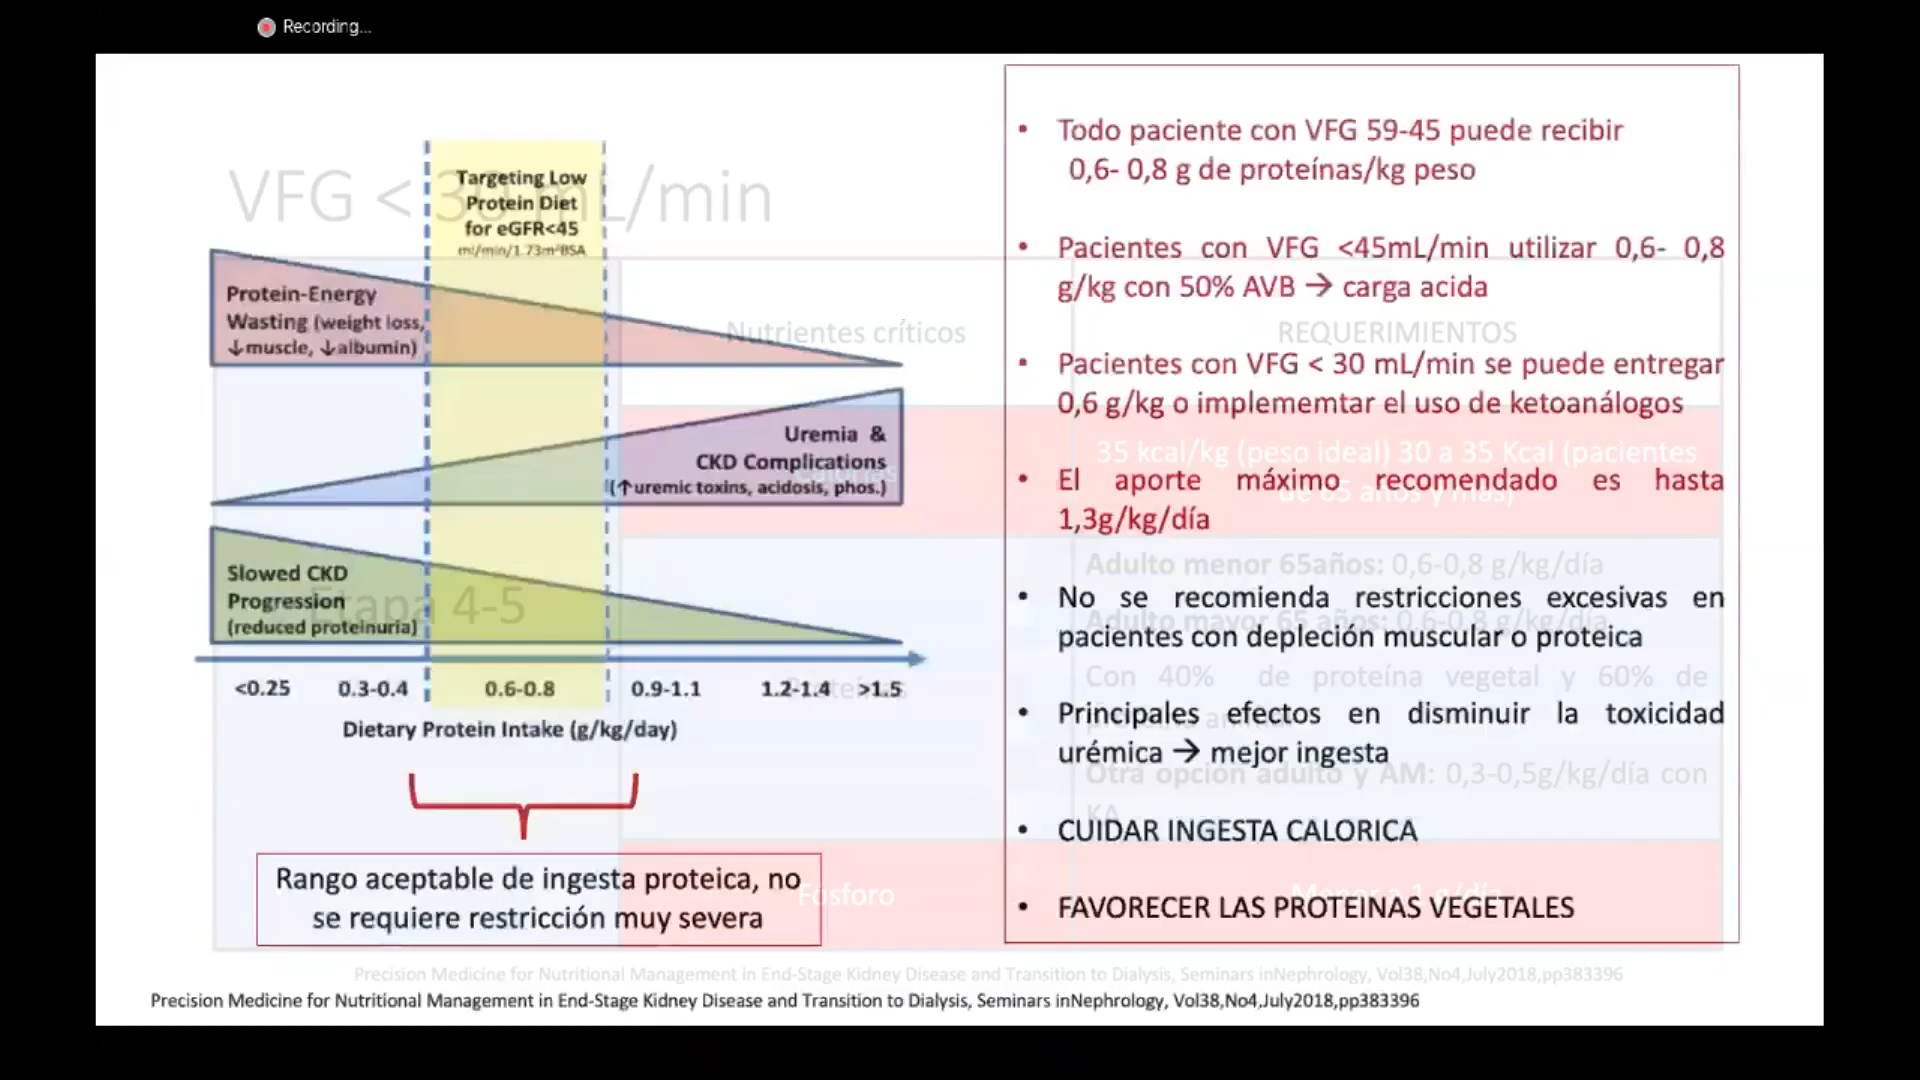 Recording...
VFG < 30 mL/min
Targeting Low
Protein Diet
for eGFR<45
ml/min/1.73m²BSA
Protein-Energy
Wasting (weight loss,
↓muscle, ↓albumin)
Uremia &
CKD Complications
(↑uremic toxins, acidosis, phos.)
Slowed CKD
Progression
(reduced proteinuria)
<0.25 0.3-0.4 0.6-0.8 0.9-1.1 1.2-1.4 >1.5
Dietary Protein Intake (g/kg/day)
Rango aceptable de ingesta proteica, no
se requiere restricción muy severa
• Todo paciente con VFG 59-45 puede recibir
0,6- 0,8 g de proteínas/kg peso
• Pacientes con VFG <45mL/min utilizar 0,6- 0,8
g/kg con 50% AVB → carga acida
• Pacientes con VFG < 30 mL/min se puede entregar
0,6 g/kg o implememtar el uso de ketoanálogos
• El aporte máximo recomendado es hasta
1,3g/kg/día
• No se recomienda restricciones excesivas en
pacientes con depleción muscular o proteica
• Principales efectos en disminuir la toxicidad
urémica → mejor ingesta
• CUIDAR INGESTA CALORICA
• FAVORECER LAS PROTEINAS VEGETALES
Etapa 4-5
Nutrientes críticos
REQUERIMIENTOS
35 kcal/kg (peso ideal) 30 a 35 Kcal (pacientes
de 65 años y más)
Adulto menor 65años: 0,6-0,8 g/kg/día
Adulto mayor 65 años: 0,6-0,8 g/kg/día
Con 40% de proteína vegetal y 60% de
Otra opción adulto y AM: 0,3-0,5g/kg/día con
KA
Fósforo
Menor a 1 g/día
Precision Medicine for Nutritional Management in End-Stage Kidney Disease and Transition to Dialysis, Seminars inNephrology, Vol38,No4,July2018,pp383396
Precision Medicine for Nutritional Management in End-Stage Kidney Disease and Transition to Dialysis, Seminars inNephrology, Vol38,No4,July2018,pp383396